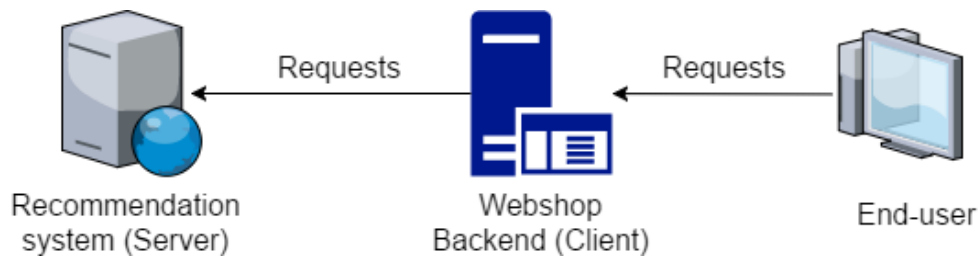 Requests
Requests
Recommendation
system (Server)
Webshop
Backend (Client)
End-user